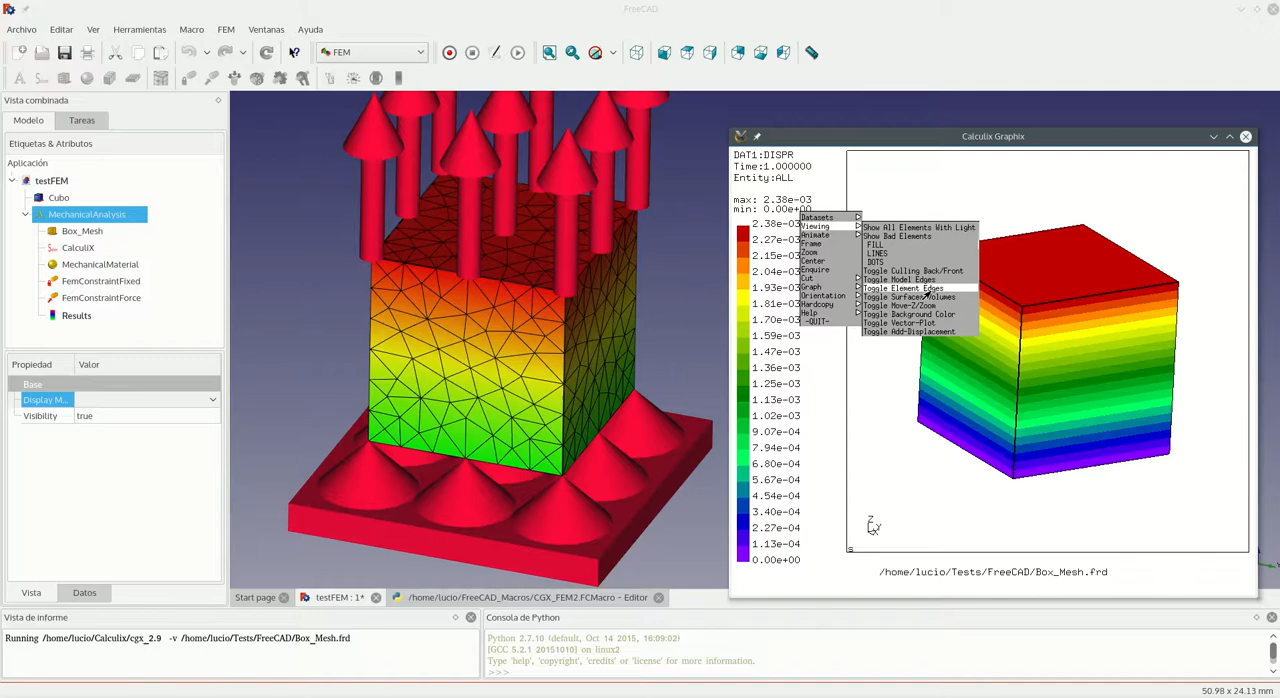 FreeCAD
Archivo Editar Ver Herramientas Macro FEM Ventanas Ayuda
FEM
Vista combinada
Modelo Tareas
Etiquetas & Atributos
Aplicación
testFEM
Cubo
MechanicalAnalysis
Box_Mesh
CalculiX
MechanicalMaterial
FemConstraintFixed
FemConstraintForce
Results
Propiedad Valor
Base
Display M...
Visibility true
Vista Datos
Calculix Graphix
DAT1:DISPR
Time:1.000000
Entity:ALL
max: 2.38e-03
min: 0.00e+00
2.38e-03
2.27e-03
2.15e-03
2.04e-03
1.93e-03
1.81e-03
1.70e-03
1.59e-03
1.47e-03
1.36e-03
1.25e-03
1.13e-03
1.02e-03
9.07e-04
7.94e-04
6.80e-04
5.67e-04
4.54e-04
3.40e-04
2.27e-04
1.13e-04
0.00e+00
Datasets
Viewing
Animate
Frame
Zoom
Center
Enquire
Cut
Graph
Orientation
Hardcopy
Help
-QUIT-
Show All Elements With Light
Show Bad Elements
FILL
LINES
DOTS
Toggle Culling Back/Front
Toggle Model Edges
Toggle Element Edges
Toggle Surfaces/Volumes
Toggle Move-Z/Zoom
Toggle Background Color
Toggle Vector-Plot
Toggle Add-Displacement
/home/lucio/Tests/FreeCAD/Box_Mesh.frd
Start page testFEM : 1* /home/lucio/FreeCAD_Macros/CGX_FEM2.FCMacro - Editor
Vista de informe
Running /home/lucio/Calculix/cgx_2.9 -v /home/lucio/Tests/FreeCAD/Box_Mesh.frd
Consola de Python
Python 2.7.10 (default, Oct 14 2015, 16:09:02)
[GCC 5.2.1 20151010] on linux2
Type 'help', 'copyright', 'credits' or 'license' for more information.
>>>
50.98 x 24.13 mm